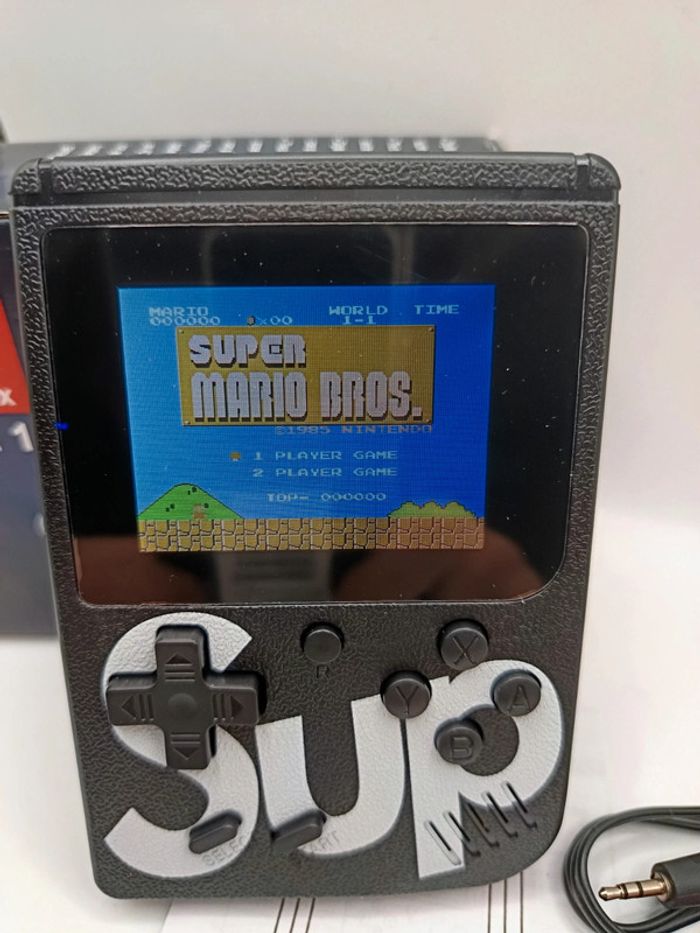 MARIO WORLD TIME
000000 x00 1-1
SUPER
MARIO BROS.
©1985 NINTENDO
1 PLAYER GAME
2 PLAYER GAME
TOP- 000000
X
1
R
X
Y
A
B
SELECT
START
Sup